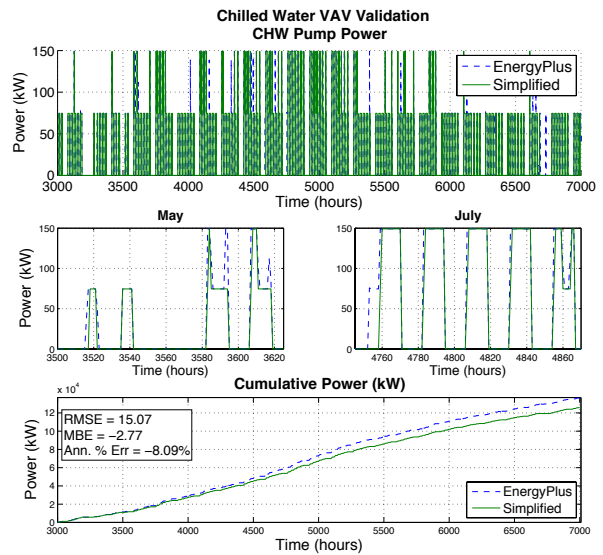 Chilled Water VAV Validation
CHW Pump Power
Power (kW)
150
100
50
0
EnergyPlus
Simplified
3000 3500 4000 4500 5000 5500 6000 6500 7000
Time (hours)
May
Power (kW)
150
100
50
0
3500 3520 3540 3560 3580 3600 3620
Time (hours)
July
150
100
50
0
4760 4780 4800 4820 4840 4860
Time (hours)
Cumulative Power (kW)
x 10⁴
Power (kW)
12
10
8
6
4
2
0
RMSE = 15.07
MBE = −2.77
Ann. % Err = −8.09%
EnergyPlus
Simplified
3000 3500 4000 4500 5000 5500 6000 6500 7000
Time (hours)